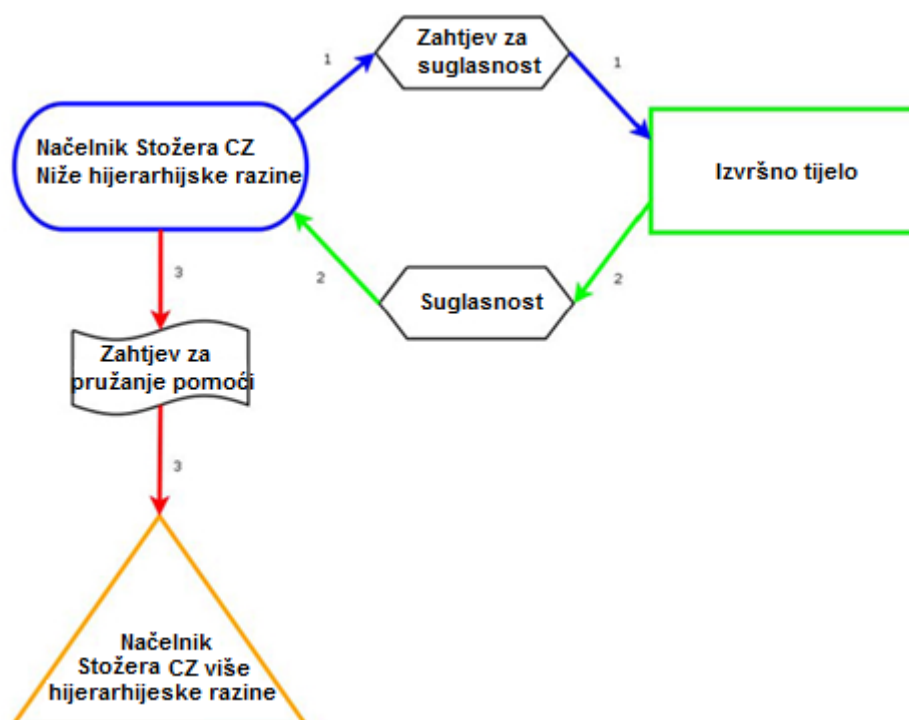 Zahtjev za
suglasnost
1
1
Načelnik Stožera CZ
Niže hijerarhijske razine
Izvršno tijelo
2
Suglasnost
2
3
Zahtjev za
pružanje pomoći
3
Načelnik
Stožera CZ više
hijerarhijeske razine